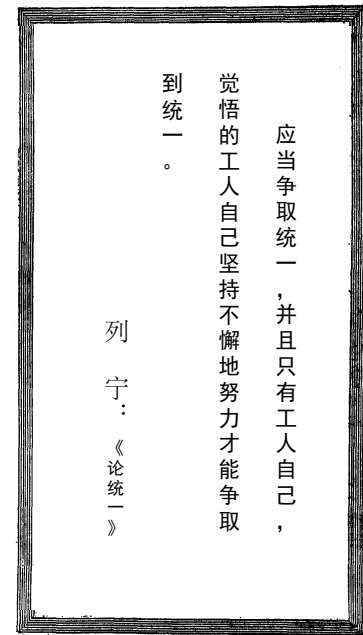 应当争取统一，并且只有工人自己，
觉悟的工人自己坚持不懈地努力才能争取
到统一。
列 宁：《论统一》